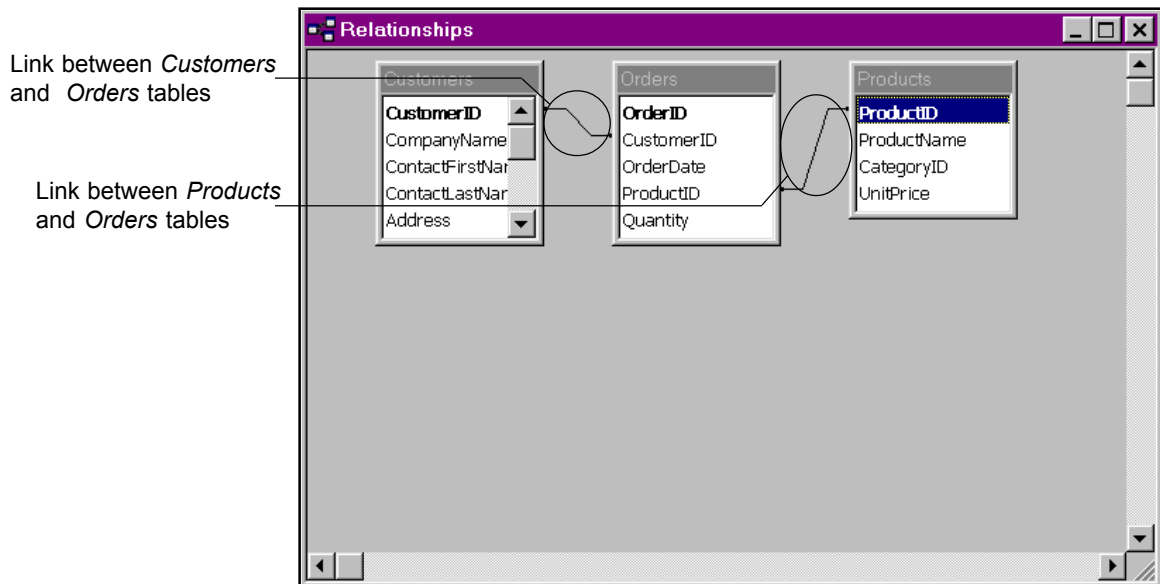 Relationships
Link between Customers
and Orders tables
Link between Products
and Orders tables
Customers
CustomerID
CompanyName
ContactFirstNar
ContactLastNar
Address
Orders
OrderID
CustomerID
OrderDate
ProductID
Quantity
Products
ProductID
ProductName
CategoryID
UnitPrice